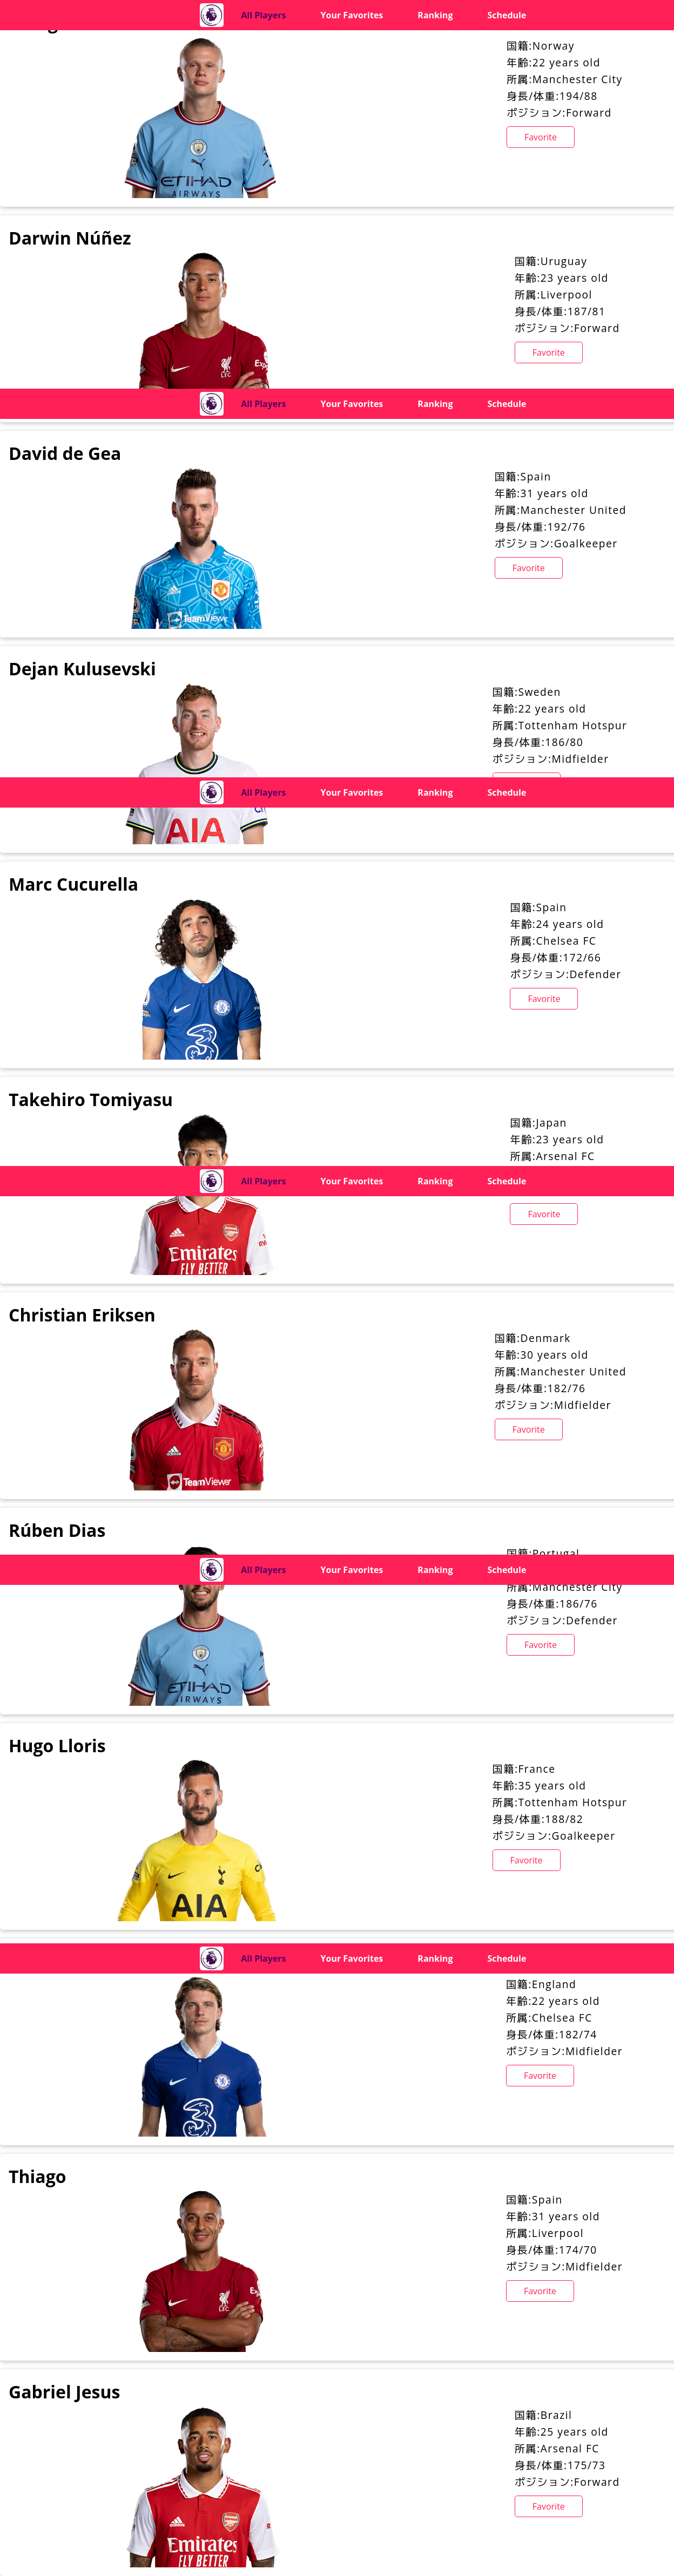 All Players Your Favorites Ranking Schedule
国籍:Norway
年齢:22 years old
所属:Manchester City
身長/体重:194/88
ポジション:Forward
Favorite
ETIHAD
AIRWAYS
Darwin Núñez
国籍:Uruguay
年齢:23 years old
所属:Liverpool
身長/体重:187/81
ポジション:Forward
Favorite
L.F.C.
All Players Your Favorites Ranking Schedule
David de Gea
国籍:Spain
年齢:31 years old
所属:Manchester United
身長/体重:192/76
ポジション:Goalkeeper
Favorite
TeamViewer
Dejan Kulusevski
国籍:Sweden
年齢:22 years old
所属:Tottenham Hotspur
身長/体重:186/80
ポジション:Midfielder
All Players Your Favorites Ranking Schedule
AIA
Marc Cucurella
国籍:Spain
年齢:24 years old
所属:Chelsea FC
身長/体重:172/66
ポジション:Defender
Favorite
3
Takehiro Tomiyasu
国籍:Japan
年齢:23 years old
所属:Arsenal FC
All Players Your Favorites Ranking Schedule
Favorite
Emirates
FLY BETTER
Christian Eriksen
国籍:Denmark
年齢:30 years old
所属:Manchester United
身長/体重:182/76
ポジション:Midfielder
Favorite
TeamViewer
Rúben Dias
国籍:Portugal
All Players Your Favorites Ranking Schedule
所属:Manchester City
身長/体重:186/76
ポジション:Defender
Favorite
ETIHAD
AIRWAYS
Hugo Lloris
国籍:France
年齢:35 years old
所属:Tottenham Hotspur
身長/体重:188/82
ポジション:Goalkeeper
Favorite
AIA
All Players Your Favorites Ranking Schedule
国籍:England
年齢:22 years old
所属:Chelsea FC
身長/体重:182/74
ポジション:Midfielder
Favorite
3
Thiago
国籍:Spain
年齢:31 years old
所属:Liverpool
身長/体重:174/70
ポジション:Midfielder
Favorite
L.F.C.
Gabriel Jesus
国籍:Brazil
年齢:25 years old
所属:Arsenal FC
身長/体重:175/73
ポジション:Forward
Favorite
Emirates
FLY BETTER